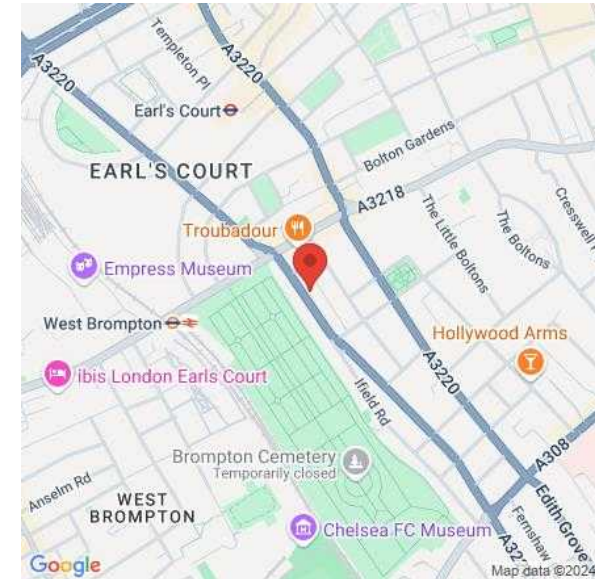 A3220
Templeton Pl
A3220
Earl's Court
Bolton Gardens
EARL'S COURT
A3218
Cresswell
Troubadour
The Little Boltons
The Boltons
Empress Museum
West Brompton
Hollywood Arms
ibis London Earls Court
A3220
Ifield Rd
Brompton Cemetery
Temporarily closed
A308
Anselm Rd
WEST
BROMPTON
Edith Grove
Fernshaw
Chelsea FC Museum
Google
Map data ©2024